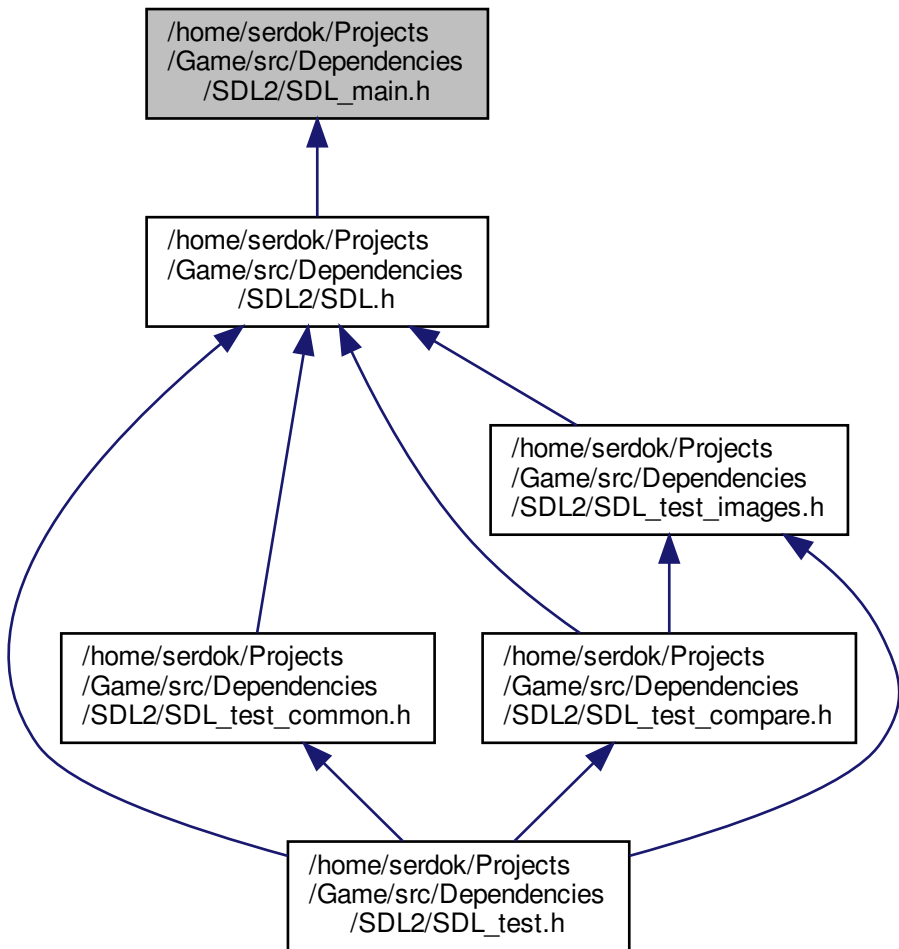 /home/serdok/Projects
/Game/src/Dependencies
/SDL2/SDL_main.h
/home/serdok/Projects
/Game/src/Dependencies
/SDL2/SDL.h
/home/serdok/Projects
/Game/src/Dependencies
/SDL2/SDL_test_images.h
/home/serdok/Projects
/Game/src/Dependencies
/SDL2/SDL_test_common.h
/home/serdok/Projects
/Game/src/Dependencies
/SDL2/SDL_test_compare.h
/home/serdok/Projects
/Game/src/Dependencies
/SDL2/SDL_test.h